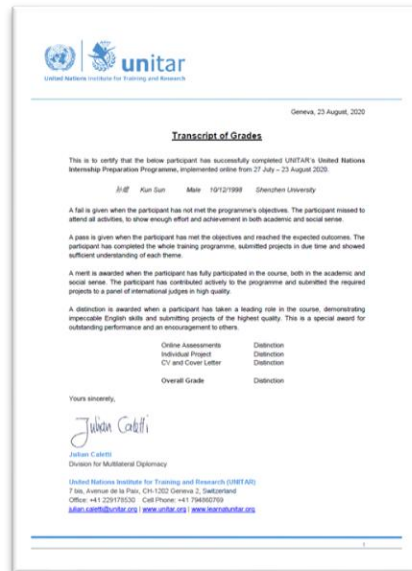 unitar
United Nations Institute for Training and Research
Geneva, 23 August, 2020
Transcript of Grades
This is to certify that the below participant has successfully completed UNITAR's United Nations
Internship Preparation Programme, implemented online from 27 July – 23 August 2020.
Kun Sun Male 10/12/1998 Shenzhen University
A fail is given when the participant has not met the programme's objectives. The participant missed to
attend all activities, to show enough effort and achievement in both academic and social sense.
A pass is given when the participant has met the objectives and reached the expected outcomes. The
participant has completed the whole training programme, submitted projects in due time and showed
sufficient understanding of each theme.
A merit is awarded when the participant has fully participated in the course, both in the academic and
social sense. The participant has contributed actively to the programme and submitted the required
projects to a panel of international judges in high quality.
A distinction is awarded when a participant has taken a leading role in the course, demonstrating
impeccable English skills and submitting projects of the highest quality. This is a special award for
outstanding performance and an encouragement to others.
Online Assessments Distinction
Individual Project Distinction
CV and Cover Letter Distinction
Overall Grade Distinction
Yours sincerely,
Julian Caletti
Julian Caletti
Division for Multilateral Diplomacy
United Nations Institute for Training and Research (UNITAR)
7 bis, Avenue de la Paix, CH-1202 Geneva 2, Switzerland
Office: +41 229178530 Cell Phone: +41 794860769
julian.caletti@unitar.org | www.unitar.org | www.learnatunitar.org
1